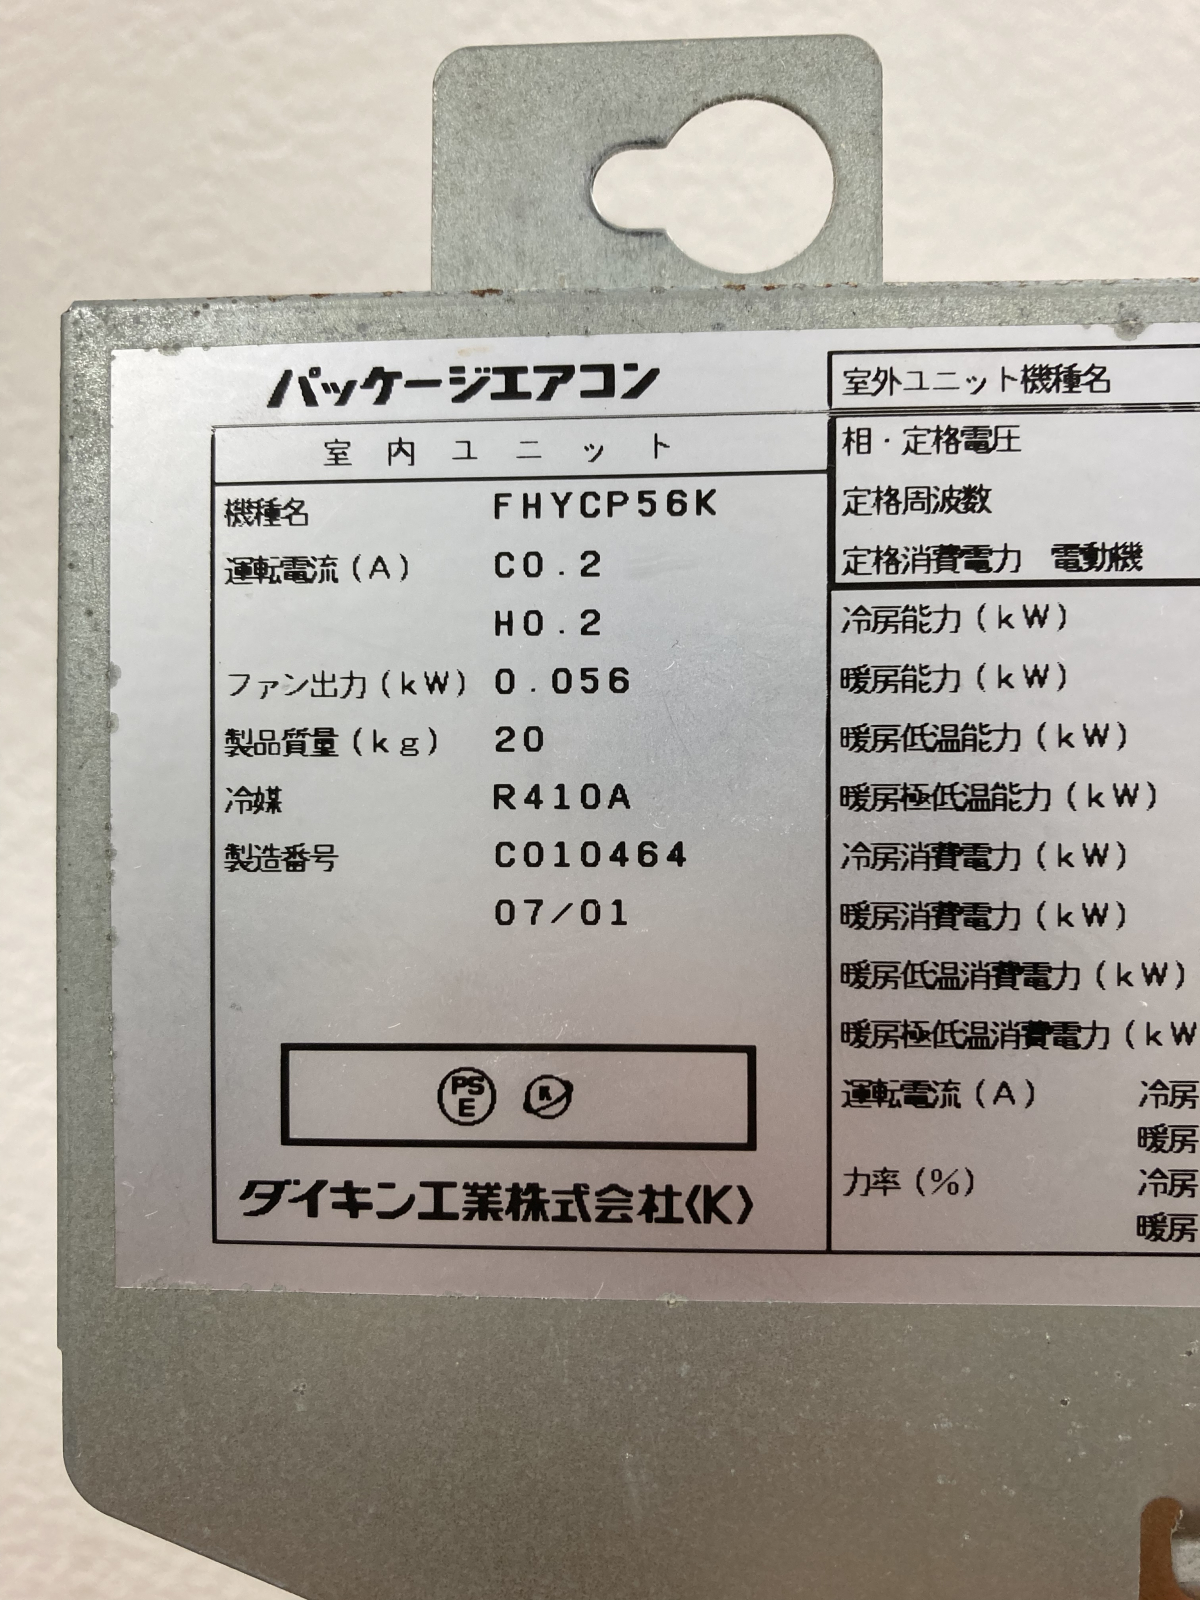 パッケージエアコン
室内ユニット
機種名 FHYCP56K
運転電流(A) C0.2
H0.2
ファン出力(kW) 0.056
製品質量(kg) 20
冷媒 R410A
製造番号 C010464
07/01
PS
E
K
ダイキン工業株式会社〈K〉
室外ユニット機種名
相・定格電圧
定格周波数
定格消費電力 電動機
冷房能力(kW)
暖房能力(kW)
暖房低温能力(kW)
暖房極低温能力(kW)
冷房消費電力(kW)
暖房消費電力(kW)
暖房低温消費電力(kW)
暖房極低温消費電力(kW
運転電流(A) 冷房
暖房
力率(%) 冷房
暖房